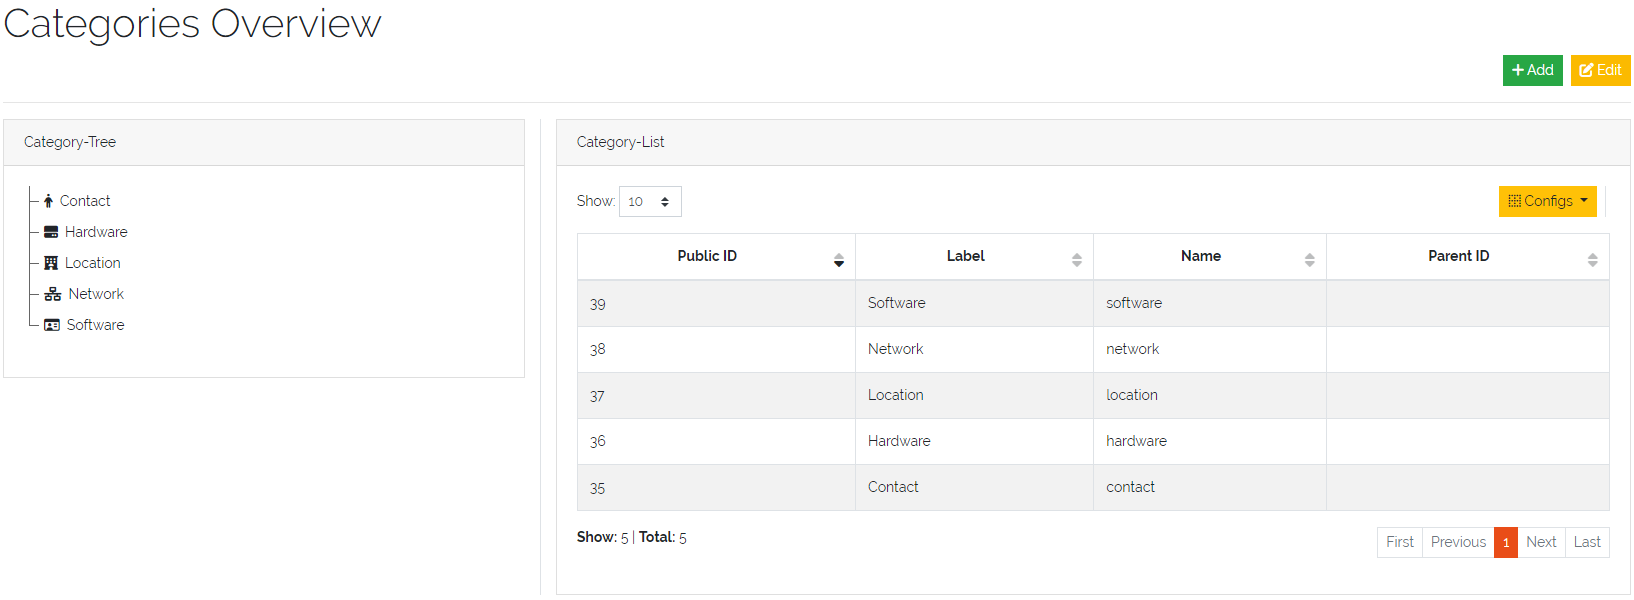 Categories Overview
Add Edit
Category-Tree
Contact
Hardware
Location
Network
Software
Category-List
Show: 10 Configs
Public ID Label Name Parent ID
39 Software software
38 Network network
37 Location location
36 Hardware hardware
35 Contact contact
Show: 5 | Total: 5
First Previous 1 Next Last